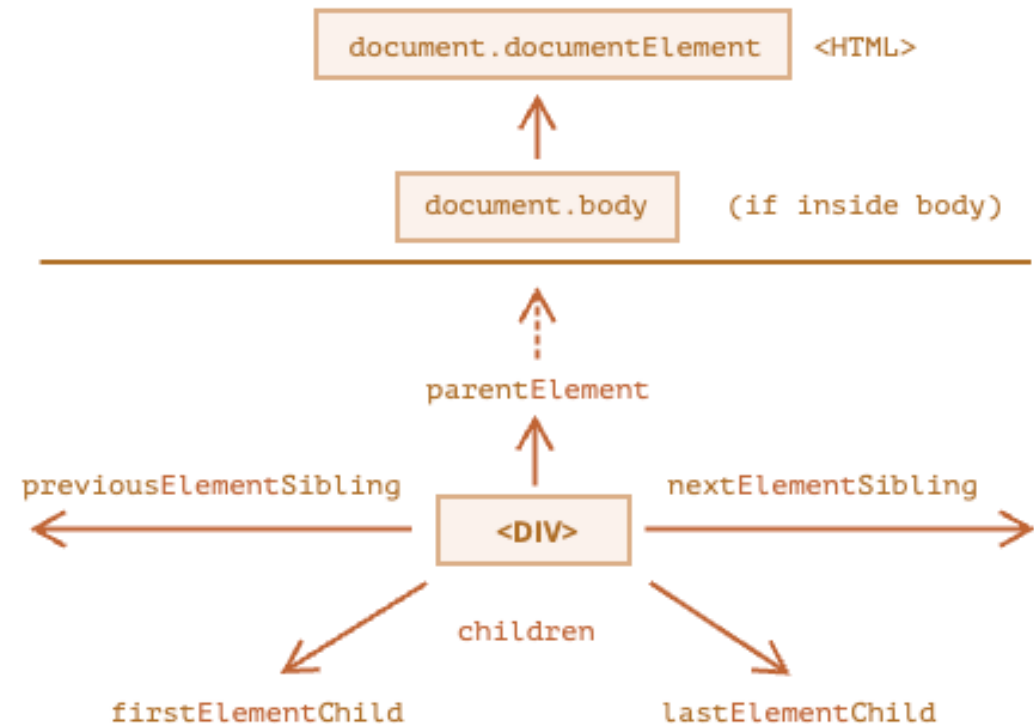 document.documentElement <HTML>
document.body (if inside body)
parentElement
previousElementSibling nextElementSibling
<DIV>
children
firstElementChild lastElementChild